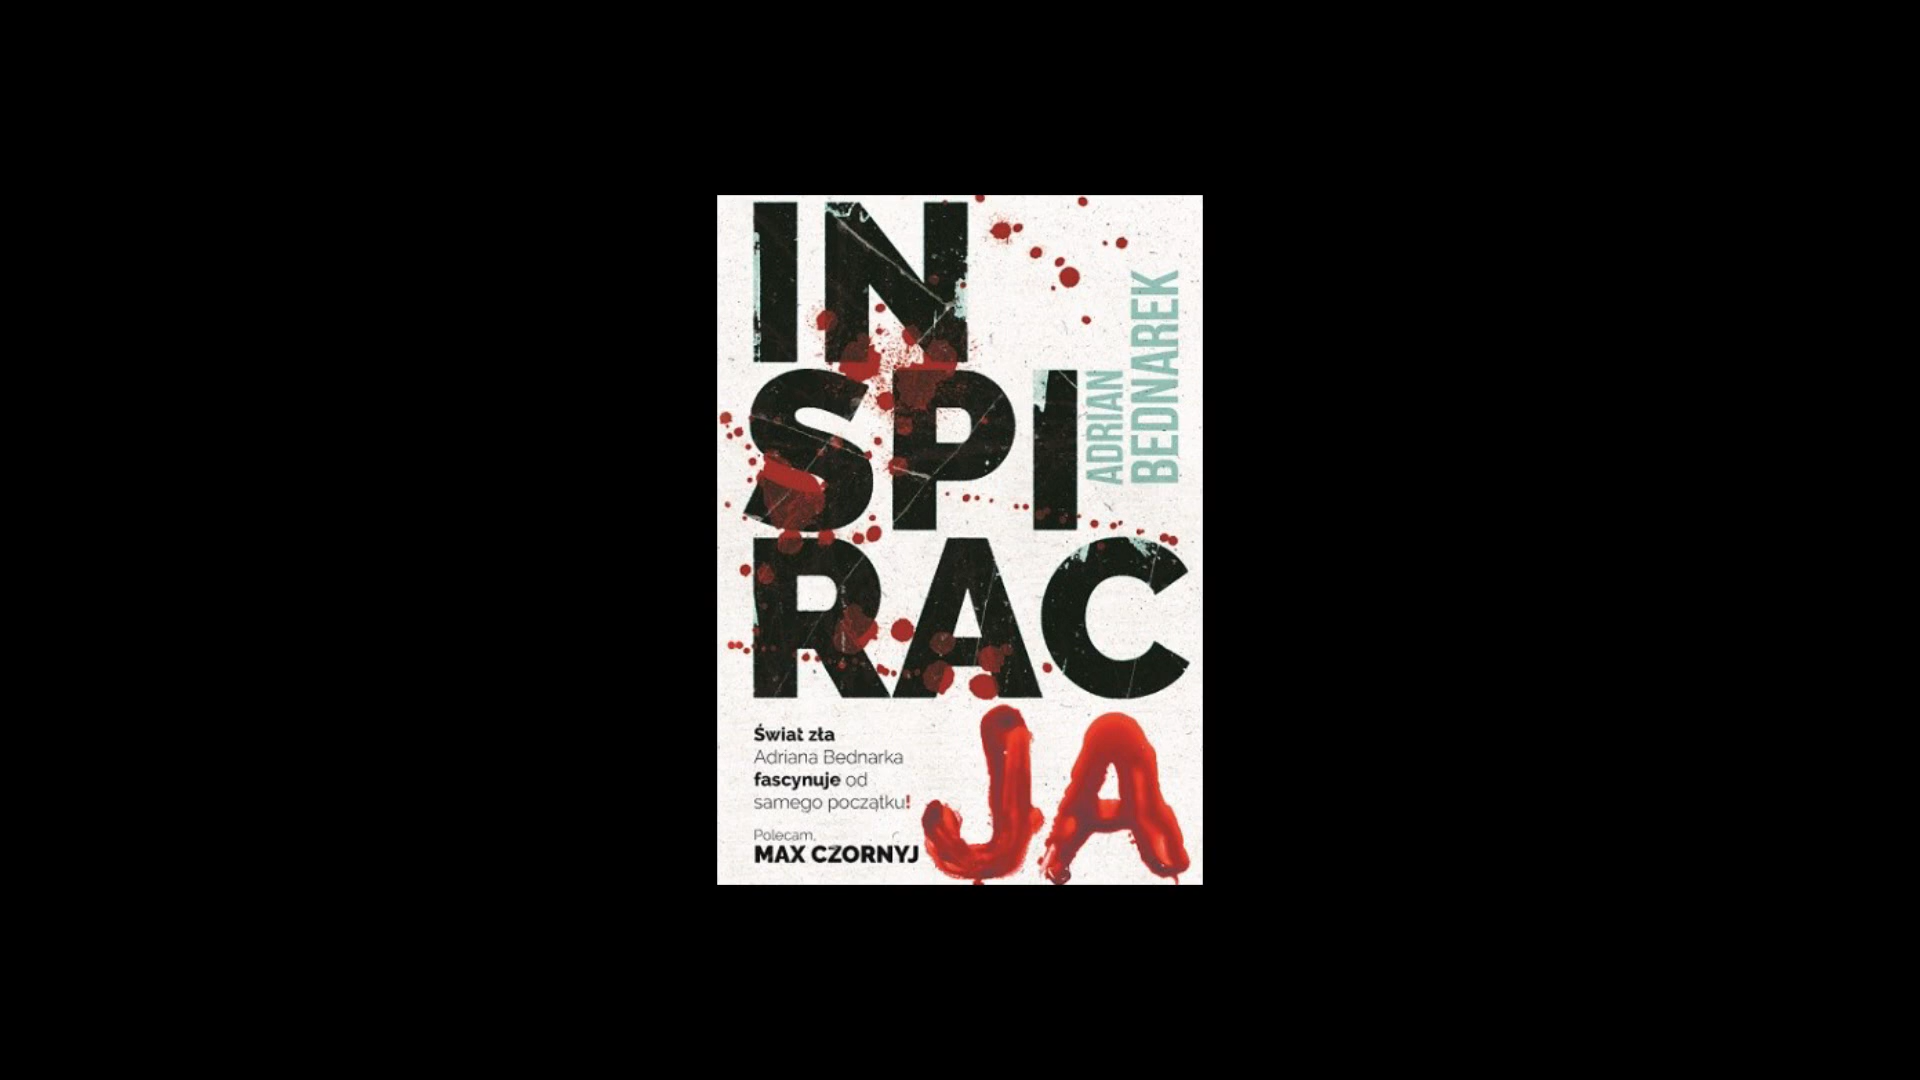 IN
SPI
RAC
JA
ADRIAN
BEDNAREK
Świat zła
Adriana Bednarka
fascynuje od
samego początku!
Polecam,
MAX CZORNYJ